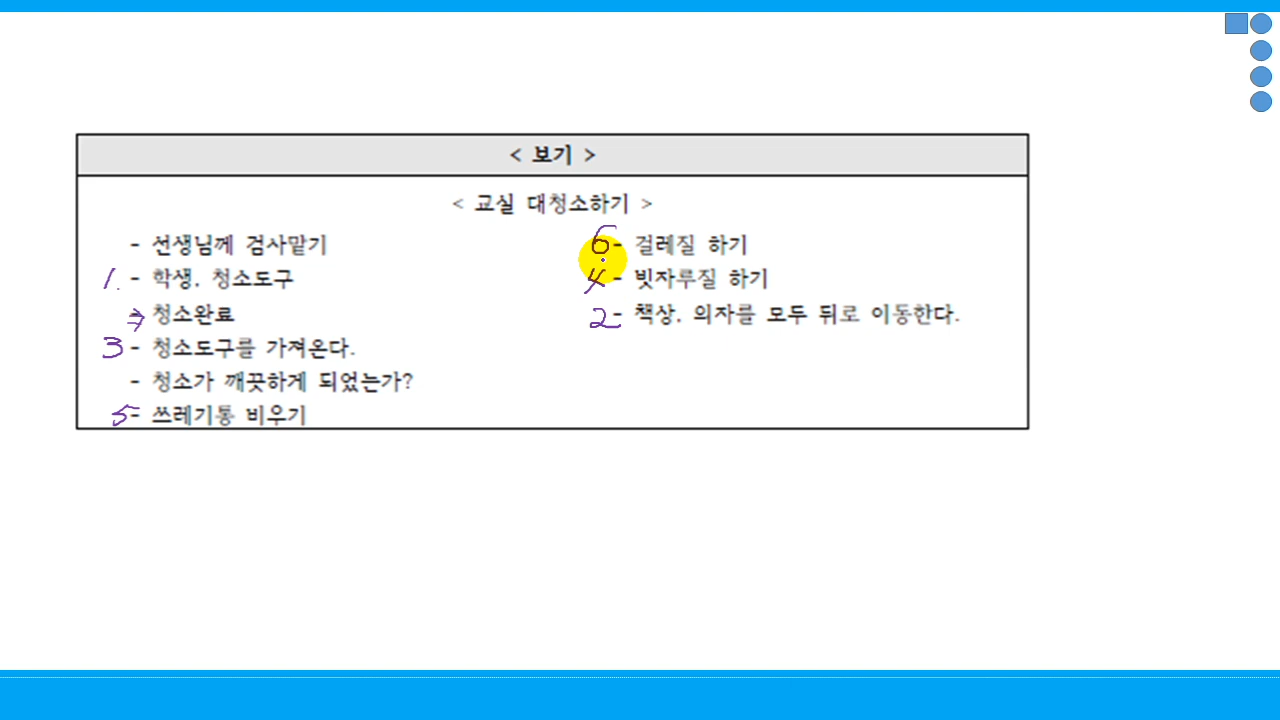 < 보기 >
< 교실 대청소하기 >
- 선생님께 검사맡기
1. - 학생, 청소도구
7 - 청소완료
3 - 청소도구를 가져온다.
- 청소가 깨끗하게 되었는가?
5 - 쓰레기통 비우기
6 - 걸레질 하기
4 - 빗자루질 하기
2 - 책상, 의자를 모두 뒤로 이동한다.